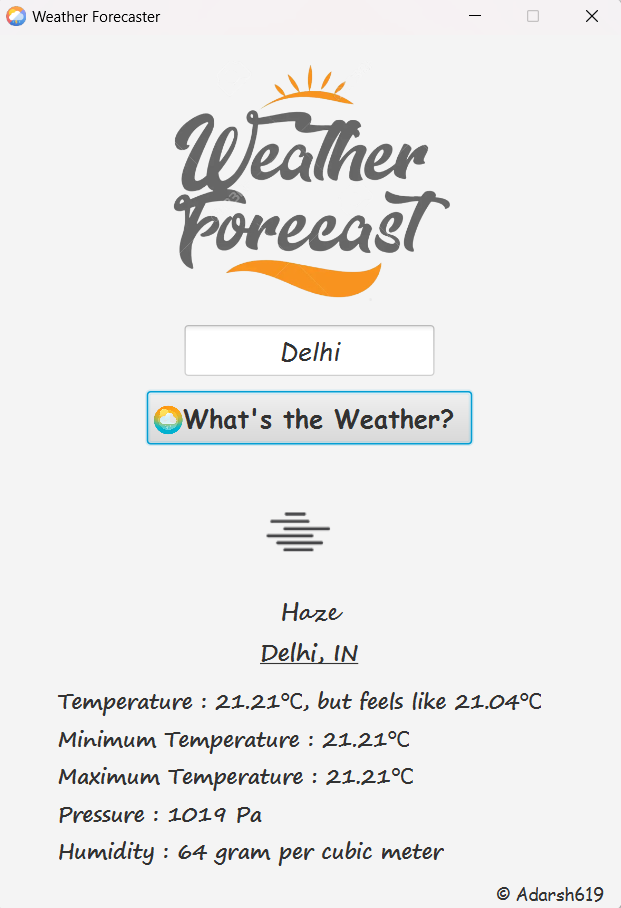 Weather Forecaster
Weather
Forecast
Delhi
What's the Weather?
Haze
Delhi, IN
Temperature : 21.21°C, but feels like 21.04°C
Minimum Temperature : 21.21°C
Maximum Temperature : 21.21°C
Pressure : 1019 Pa
Humidity : 64 gram per cubic meter
© Adarsh619